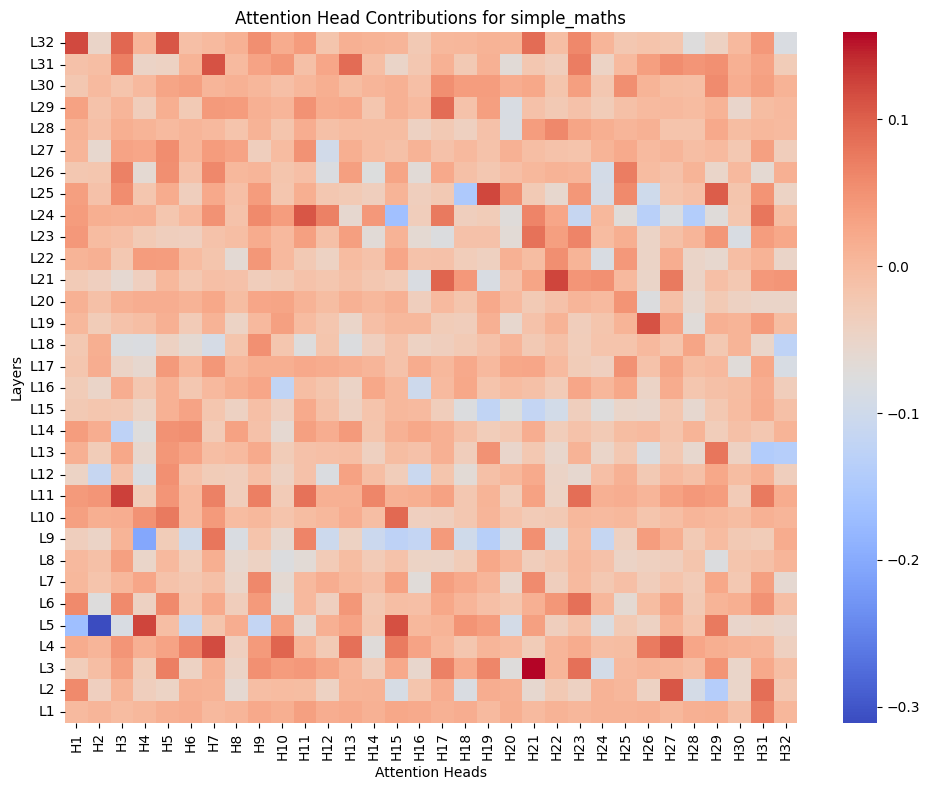 Attention Head Contributions for simple_maths
Layers
L32
L31
L30
L29
L28
L27
L26
L25
L24
L23
L22
L21
L20
L19
L18
L17
L16
L15
L14
L13
L12
L11
L10
L9
L8
L7
L6
L5
L4
L3
L2
L1
H1 H2 H3 H4 H5 H6 H7 H8 H9 H10 H11 H12 H13 H14 H15 H16 H17 H18 H19 H20 H21 H22 H23 H24 H25 H26 H27 H28 H29 H30 H31 H32
Attention Heads
0.1
0.0
−0.1
−0.2
−0.3